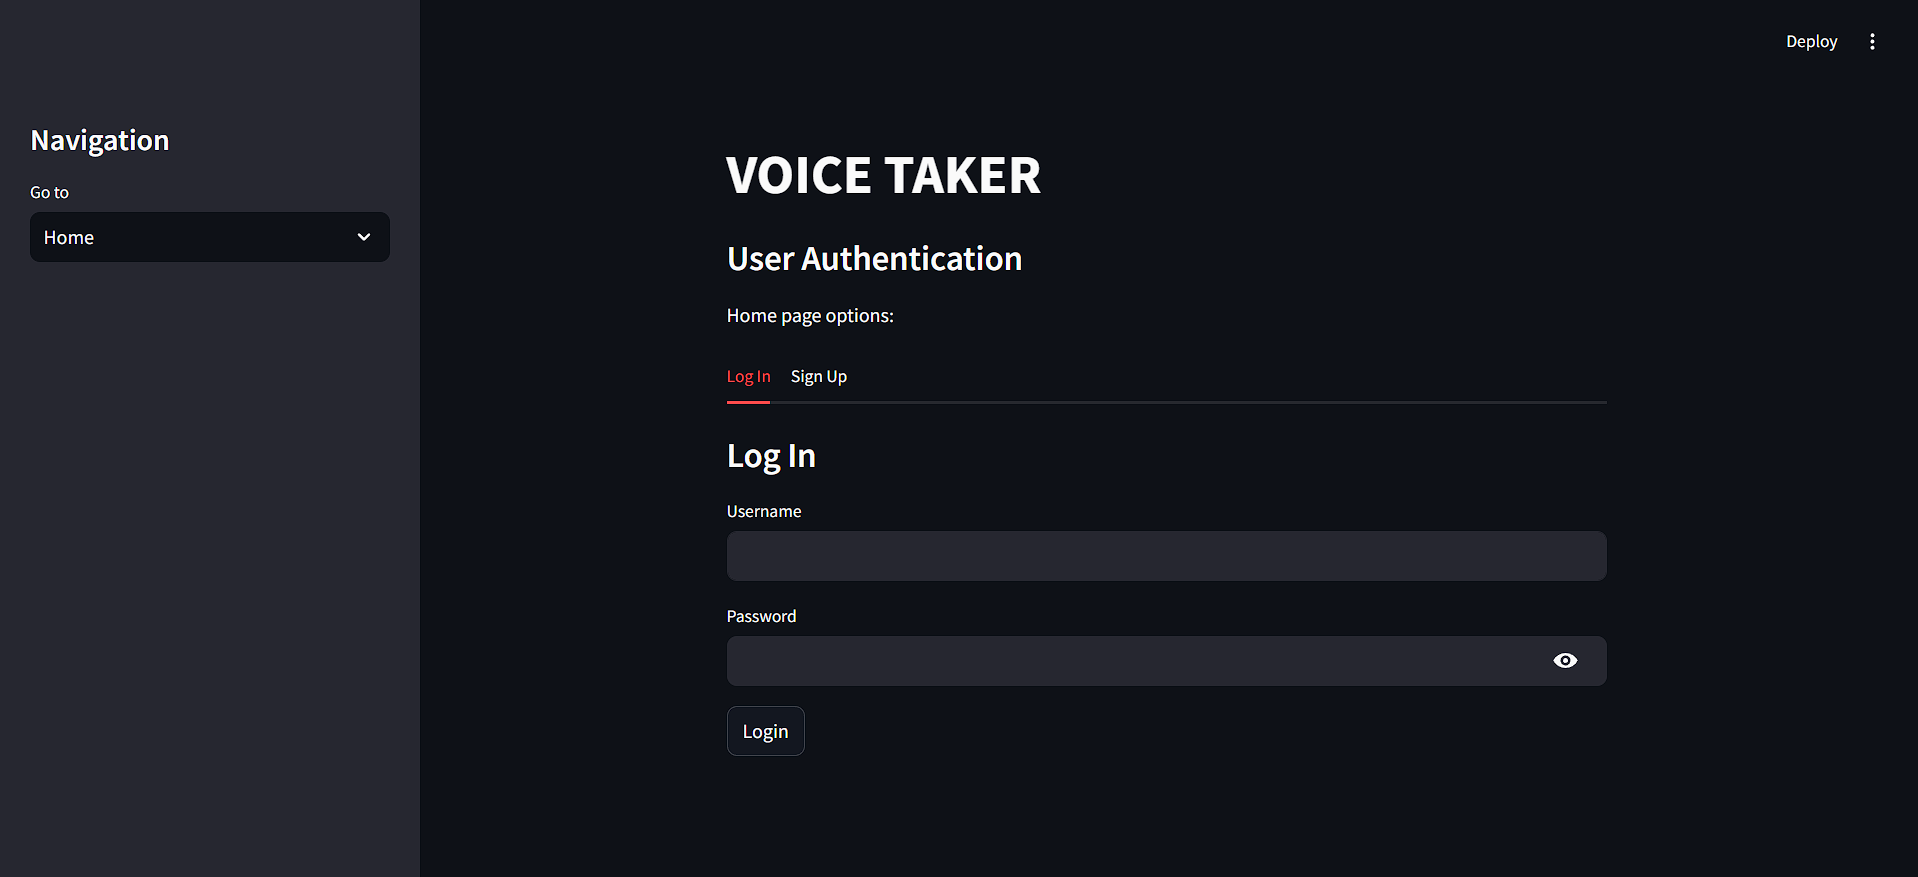 Deploy
Navigation
Go to
Home
VOICE TAKER
User Authentication
Home page options:
Log In Sign Up
Log In
Username
Password
Login